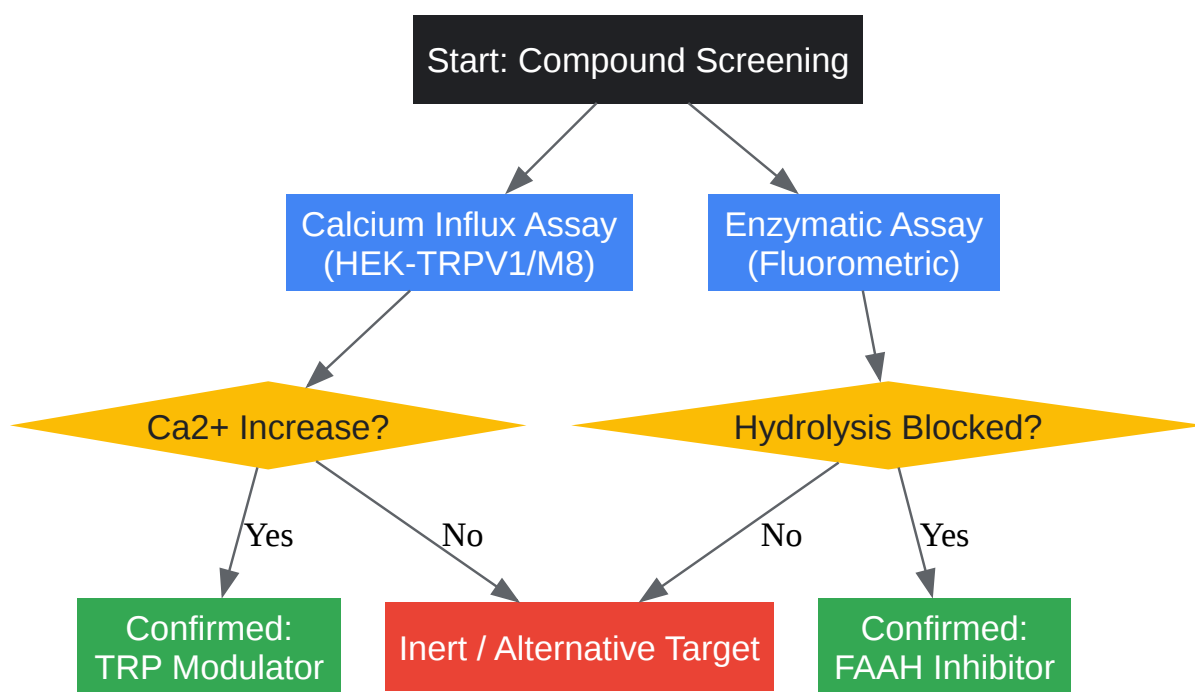 Start: Compound Screening
Calcium Influx Assay
(HEK-TRPV1/M8)
Enzymatic Assay
(Fluorometric)
Ca2+ Increase?
Hydrolysis Blocked?
Yes
No
No
Yes
Confirmed:
TRP Modulator
Inert / Alternative Target
Confirmed:
FAAH Inhibitor